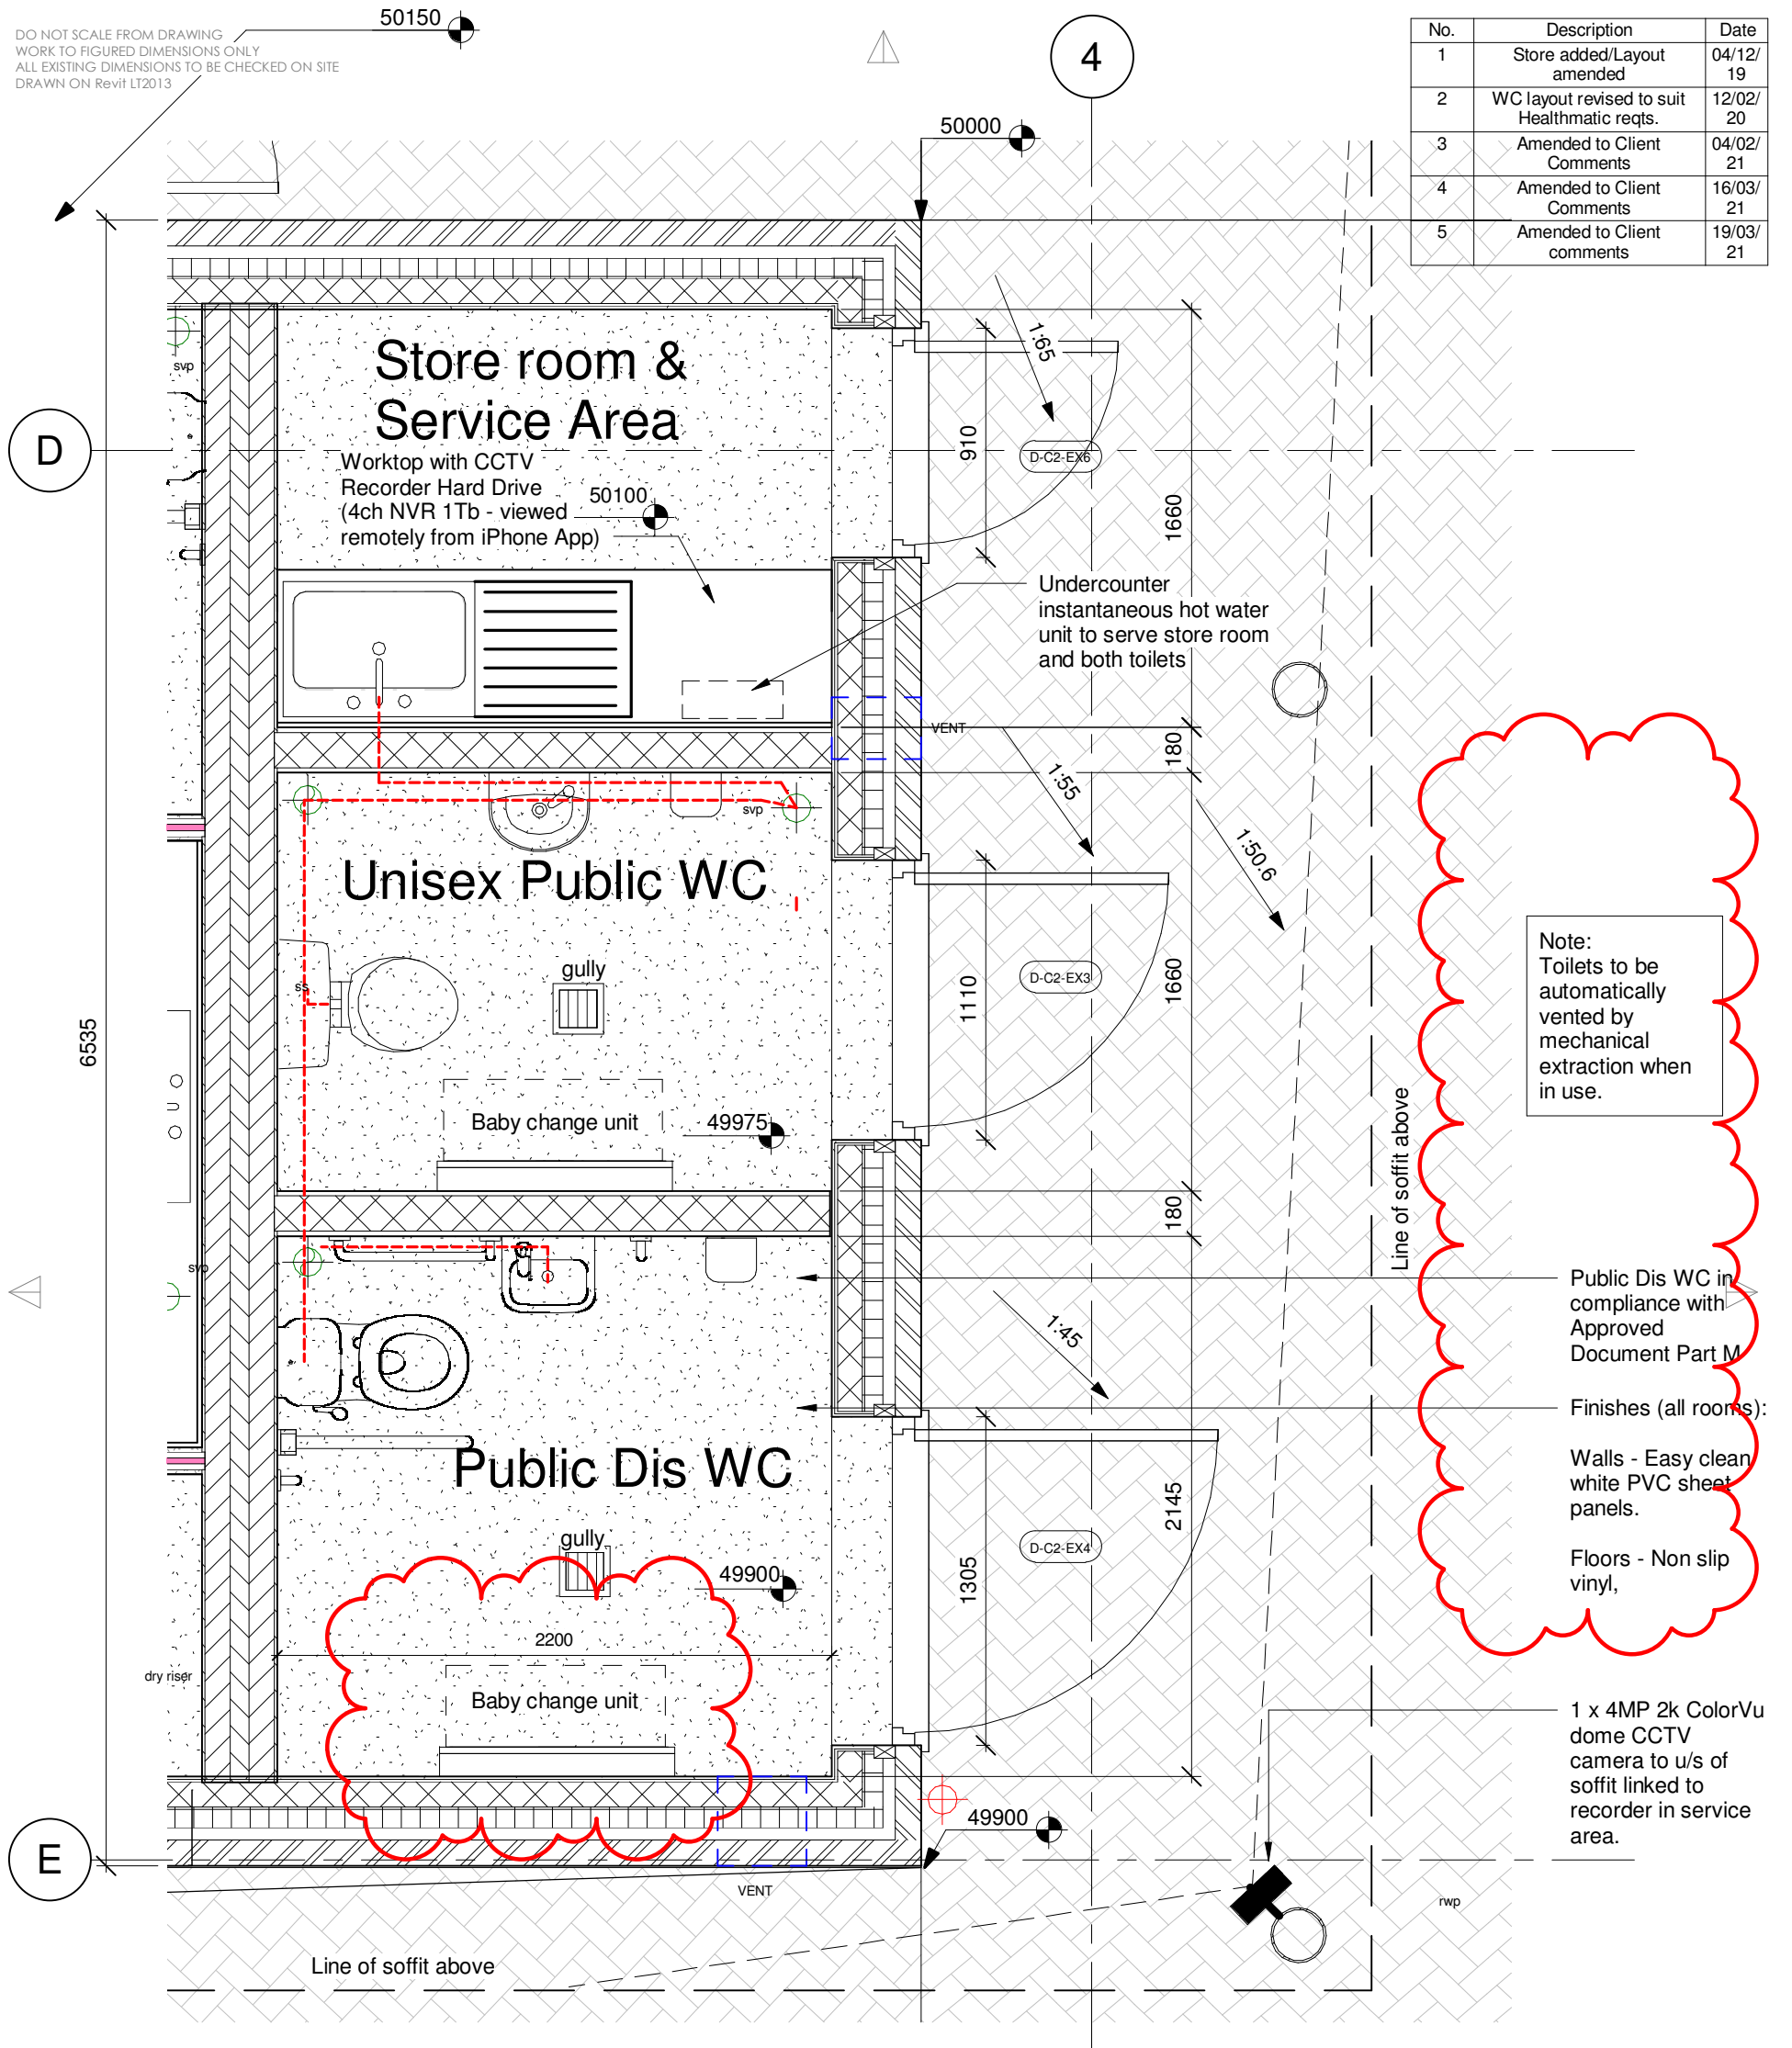 DO NOT SCALE FROM DRAWING
WORK TO FIGURED DIMENSIONS ONLY
ALL EXISTING DIMENSIONS TO BE CHECKED ON SITE
DRAWN ON Revit LT2013
50150
4
No. Description Date
1 Store added/Layout amended 04/12/19
2 WC layout revised to suit Healthmatic reqts. 12/02/20
3 Amended to Client Comments 04/02/21
4 Amended to Client Comments 16/03/21
5 Amended to Client comments 19/03/21
50000
svp
Store room &
Service Area
1:65
D
Worktop with CCTV
Recorder Hard Drive
(4ch NVR 1Tb - viewed
remotely from iPhone App)
50100
910
D-C2-EX6
1660
Undercounter
instantaneous hot water
unit to serve store room
and both toilets
VENT
180
1:55
svp
1:50.6
Unisex Public WC
gully
ss
1110
D-C2-EX3
1660
6535
Baby change unit
49975
Note:
Toilets to be
automatically
vented by
mechanical
extraction when
in use.
Line of soffit above
180
svp
1:45
Public Dis WC in
compliance with
Approved
Document Part M
Finishes (all rooms):
Walls - Easy clean
white PVC sheet
panels.
Floors - Non slip
vinyl,
Public Dis WC
gully
49900
1305
D-C2-EX4
2145
2200
dry riser
Baby change unit
1 x 4MP 2k ColorVu
dome CCTV
camera to u/s of
soffit linked to
recorder in service
area.
49900
E
VENT
rwp
Line of soffit above